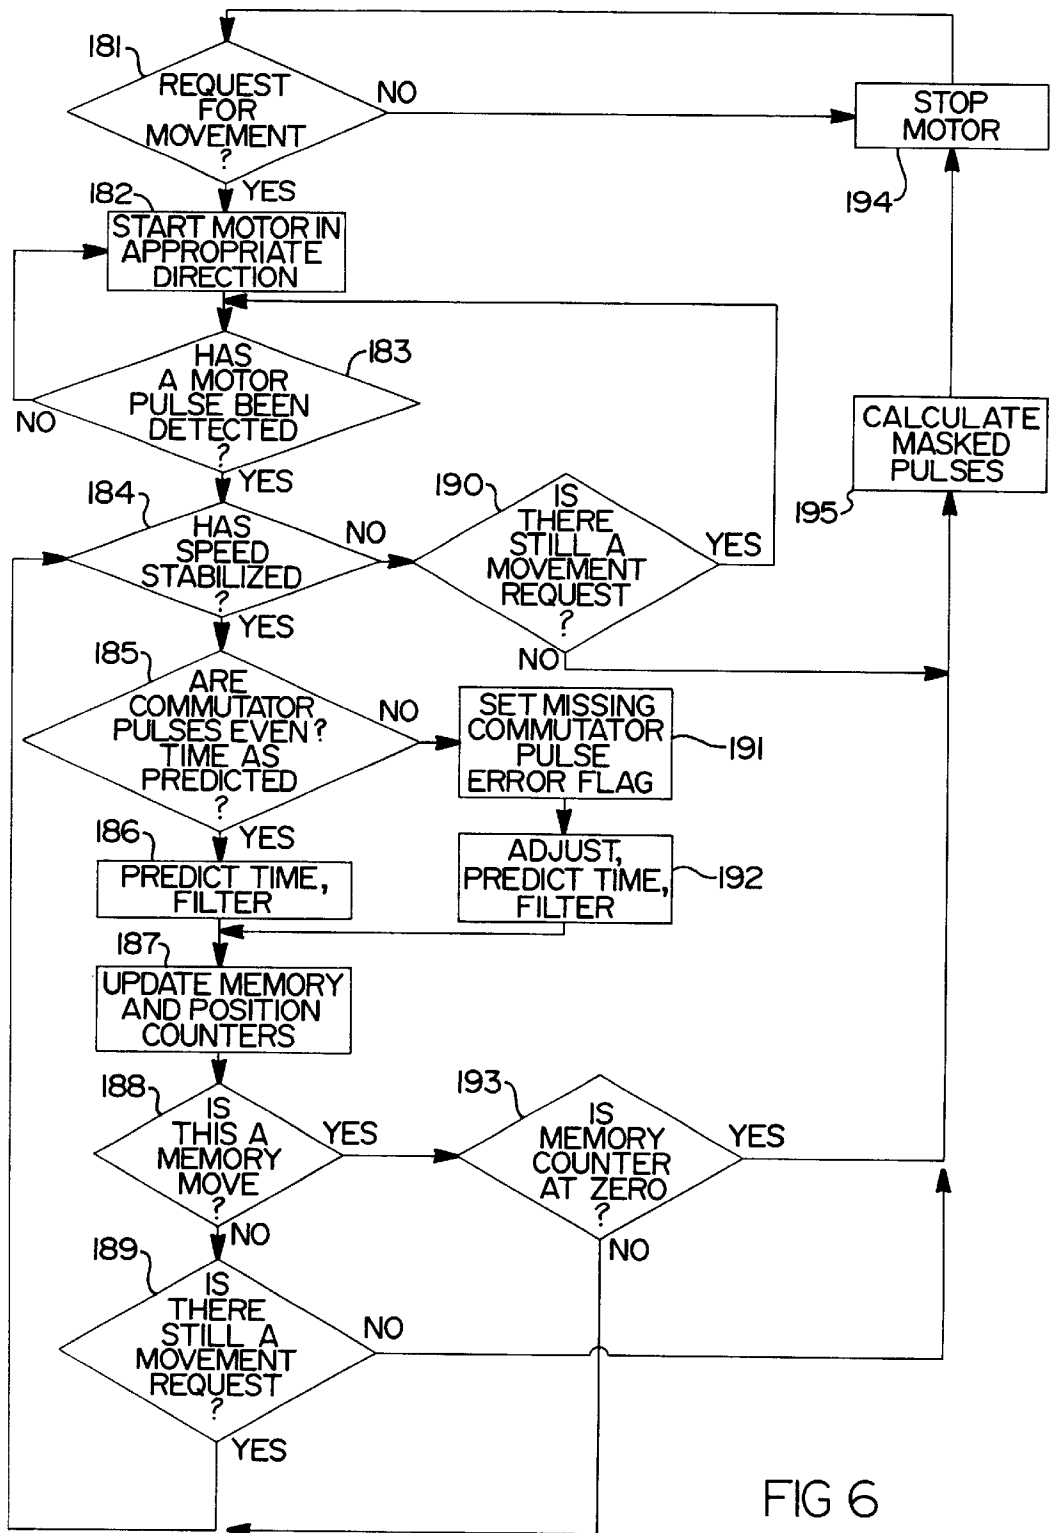 181
REQUEST
FOR
MOVEMENT
?
NO
YES
STOP
MOTOR
194
182
START MOTOR IN
APPROPRIATE
DIRECTION
183
HAS
A MOTOR
PULSE BEEN
DETECTED
?
NO
YES
CALCULATE
MASKED
PULSES
195
184
HAS
SPEED
STABILIZED
?
NO
YES
190
IS
THERE
STILL A
MOVEMENT
REQUEST
?
YES
NO
185
ARE
COMMUTATOR
PULSES EVEN?
TIME AS
PREDICTED
?
NO
YES
SET MISSING
COMMUTATOR
PULSE
ERROR FLAG
191
186
PREDICT TIME,
FILTER
ADJUST,
PREDICT TIME,
FILTER
192
187
UPDATE MEMORY
AND POSITION
COUNTERS
188
IS
THIS A
MEMORY
MOVE
?
YES
NO
193
IS
MEMORY
COUNTER
AT ZERO
?
YES
NO
189
IS
THERE
STILL A
MOVEMENT
REQUEST
?
NO
YES
FIG 6